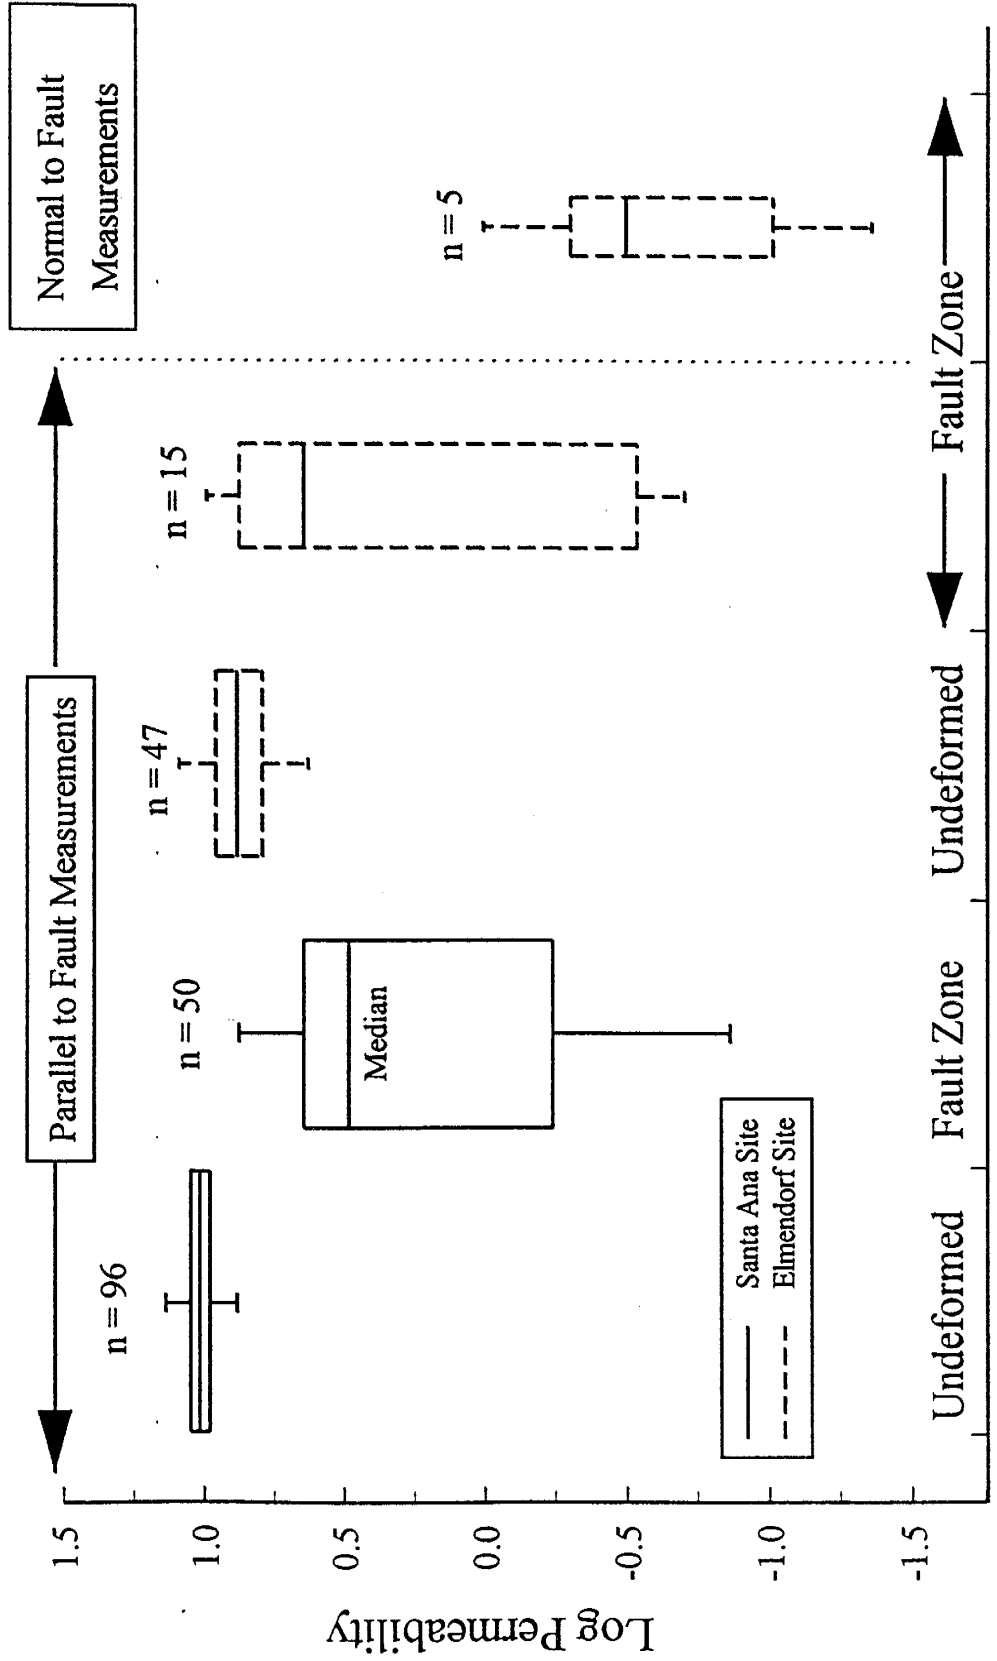 Parallel to Fault Measurements
Normal to Fault
Measurements
n = 96
n = 50
n = 47
n = 15
n = 5
Median
Log Permeability
1.5
1.0
0.5
0.0
-0.5
-1.0
-1.5
Santa Ana Site
Elmendorf Site
Undeformed
Fault Zone
Undeformed
Fault Zone